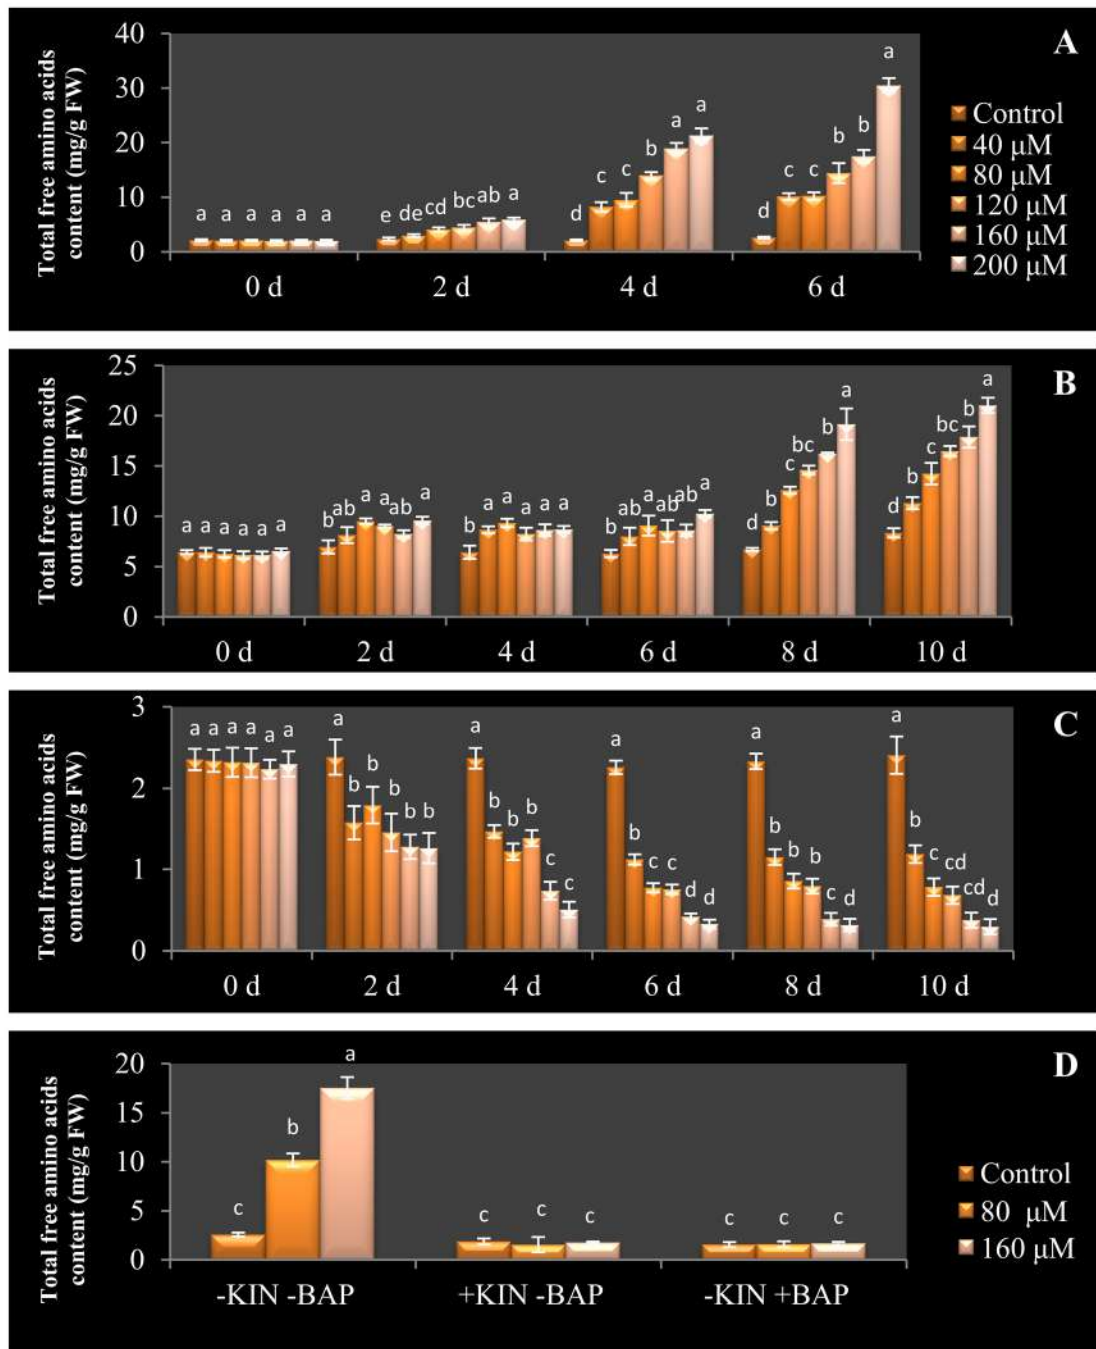 A
Total free amino acids
content (mg/g FW)
40
30
20
10
0
a a a a a a
e de cd bc ab a
d c c b a a
d c c b b a
0 d 2 d 4 d 6 d
Control
40 μM
80 μM
120 μM
160 μM
200 μM
B
Total free amino acids
content (mg/g FW)
25
20
15
10
5
0
a a a a a a
b ab a a ab a
b a a a a a
b ab a ab ab a
d b c bc b a
d b c bc b a
0 d 2 d 4 d 6 d 8 d 10 d
C
Total free amino acids
content (mg/g FW)
3
2
1
0
a a a a a a
a b b b b b
a b b b c c
a b c c d d
a b b b c d
a b c cd cd d
0 d 2 d 4 d 6 d 8 d 10 d
D
Total free amino acids
content (mg/g FW)
20
15
10
5
0
c b a
c c c
c c c
-KIN -BAP +KIN -BAP -KIN +BAP
Control
80 μM
160 μM